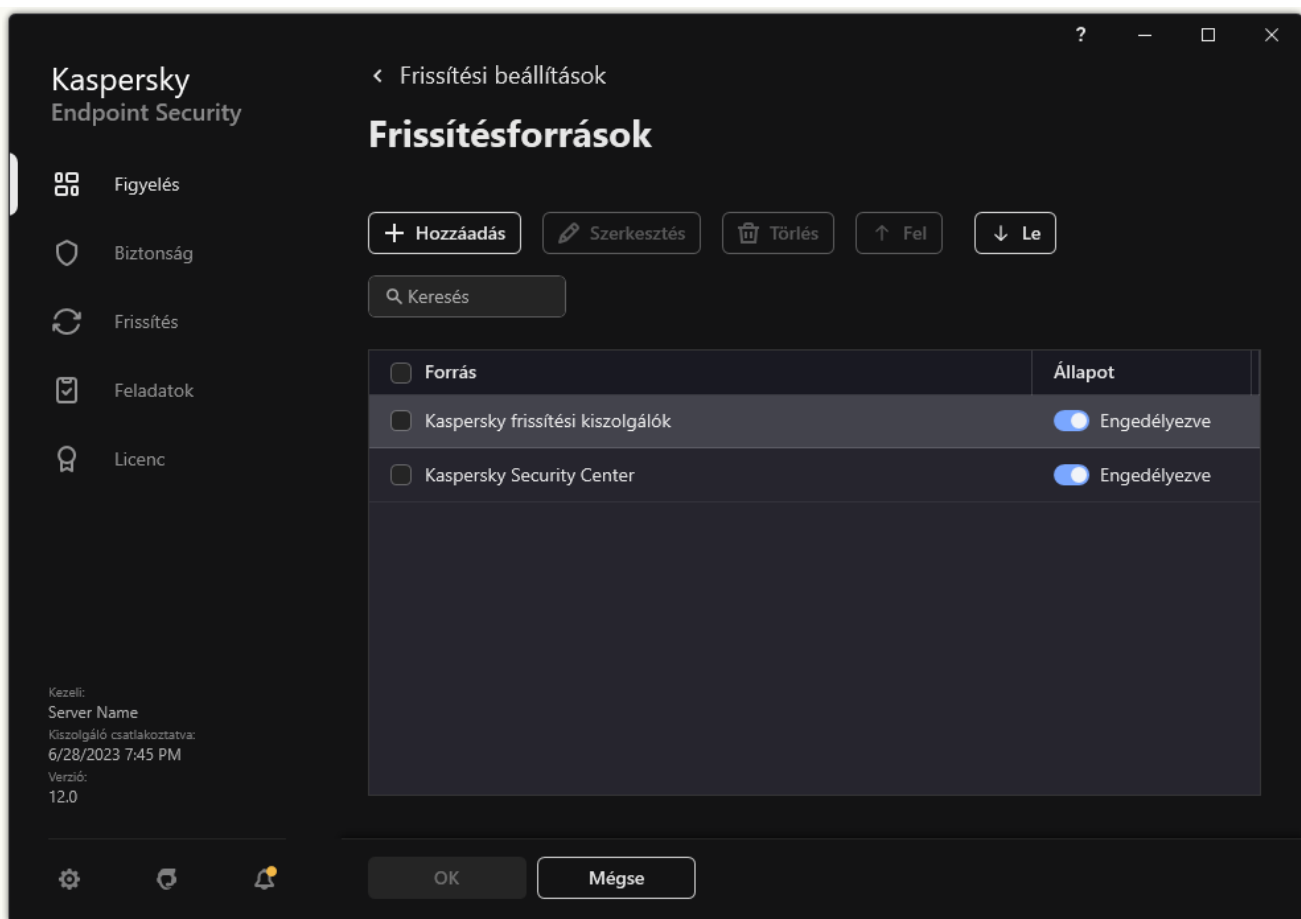 ?
Kaspersky
Endpoint Security
Figyelés
Biztonság
Frissítés
Feladatok
Licenc
Kezeli:
Server Name
Kiszolgáló csatlakoztatva:
6/28/2023 7:45 PM
Verzió:
12.0
Frissítési beállítások
Frissítésforrások
Hozzáadás Szerkesztés Törlés Fel Le
Keresés
Forrás Állapot
Kaspersky frissítési kiszolgálók Engedélyezve
Kaspersky Security Center Engedélyezve
OK Mégse